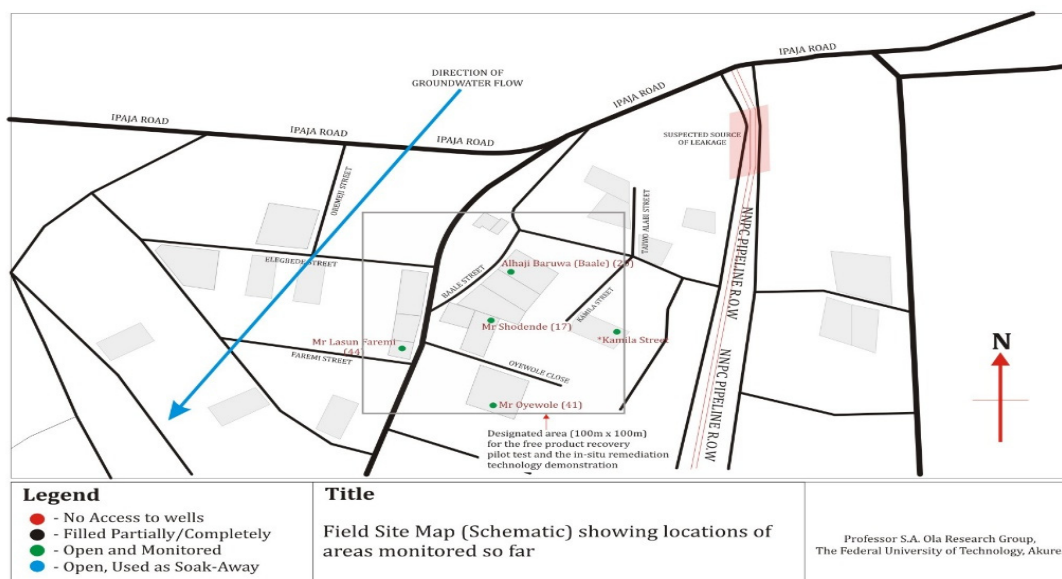 IPAJA ROAD
DIRECTION OF
GROUNDWATER FLOW
IPAJA ROAD
IPAJA ROAD
IPAJA ROAD
IPAJA ROAD
SUSPECTED SOURCE
OF LEAKAGE
OREMEJI STREET
TAIWO ALABI STREET
NNPC PIPELINE R.O.W
ELEGBEDE STREET
Alhaji Baruwa (Baale) (20)
BAALE STREET
KAMILA STREET
Mr Shodende (17)
*Kamila Street
Mr Lasun Faremi
(44)
FAREMI STREET
OYEWOLE CLOSE
N
NNPC PIPELINE R.O.W
Mr Oyewole (41)
Designated area (100m x 100m)
for the free product recovery
pilot test and the in-situ remediation
technology demonstration
Legend
- No Access to wells
- Filled Partially/Completely
- Open and Monitored
- Open, Used as Soak-Away
Title
Field Site Map (Schematic) showing locations of
areas monitored so far
Professor S.A. Ola Research Group,
The Federal University of Technology, Akure